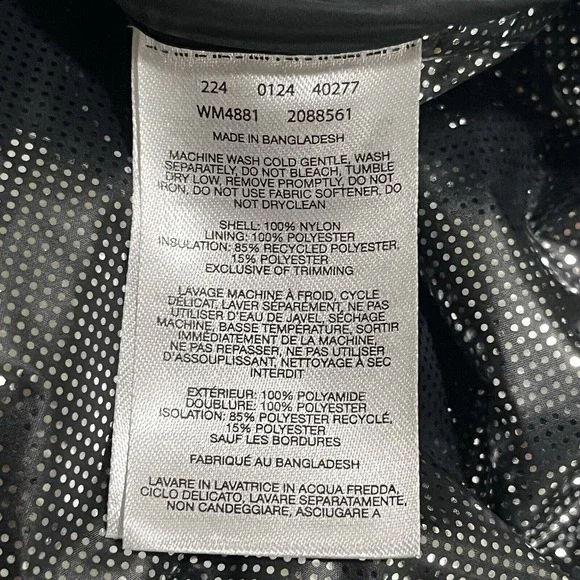 224 0124 40277
WM4881 2088561
MADE IN BANGLADESH
MACHINE WASH COLD GENTLE, WASH
SEPARATELY, DO NOT BLEACH, TUMBLE
DRY LOW, REMOVE PROMPTLY, DO NOT
IRON, DO NOT USE FABRIC SOFTENER, DO
NOT DRYCLEAN
SHELL: 100% NYLON
LINING: 100% POLYESTER
INSULATION: 85% RECYCLED POLYESTER,
15% POLYESTER
EXCLUSIVE OF TRIMMING
LAVAGE MACHINE À FROID, CYCLE
DÉLICAT, LAVER SÉPARÉMENT, NE PAS
UTILISER D'EAU DE JAVEL, SÉCHAGE
MACHINE, BASSE TEMPÉRATURE, SORTIR
IMMÉDIATEMENT DE LA MACHINE,
NE PAS REPASSER, NE PAS UTILISER
D'ASSOUPLISSANT, NETTOYAGE À SEC
INTERDIT
EXTÉRIEUR: 100% POLYAMIDE
DOUBLURE: 100% POLYESTER
ISOLATION: 85% POLYESTER RECYCLÉ,
15% POLYESTER
SAUF LES BORDURES
FABRIQUÉ AU BANGLADESH
LAVARE IN LAVATRICE IN ACQUA FREDDA,
CICLO DELICATO, LAVARE SEPARATAMENTE,
NON CANDEGGIARE, ASCIUGARE A